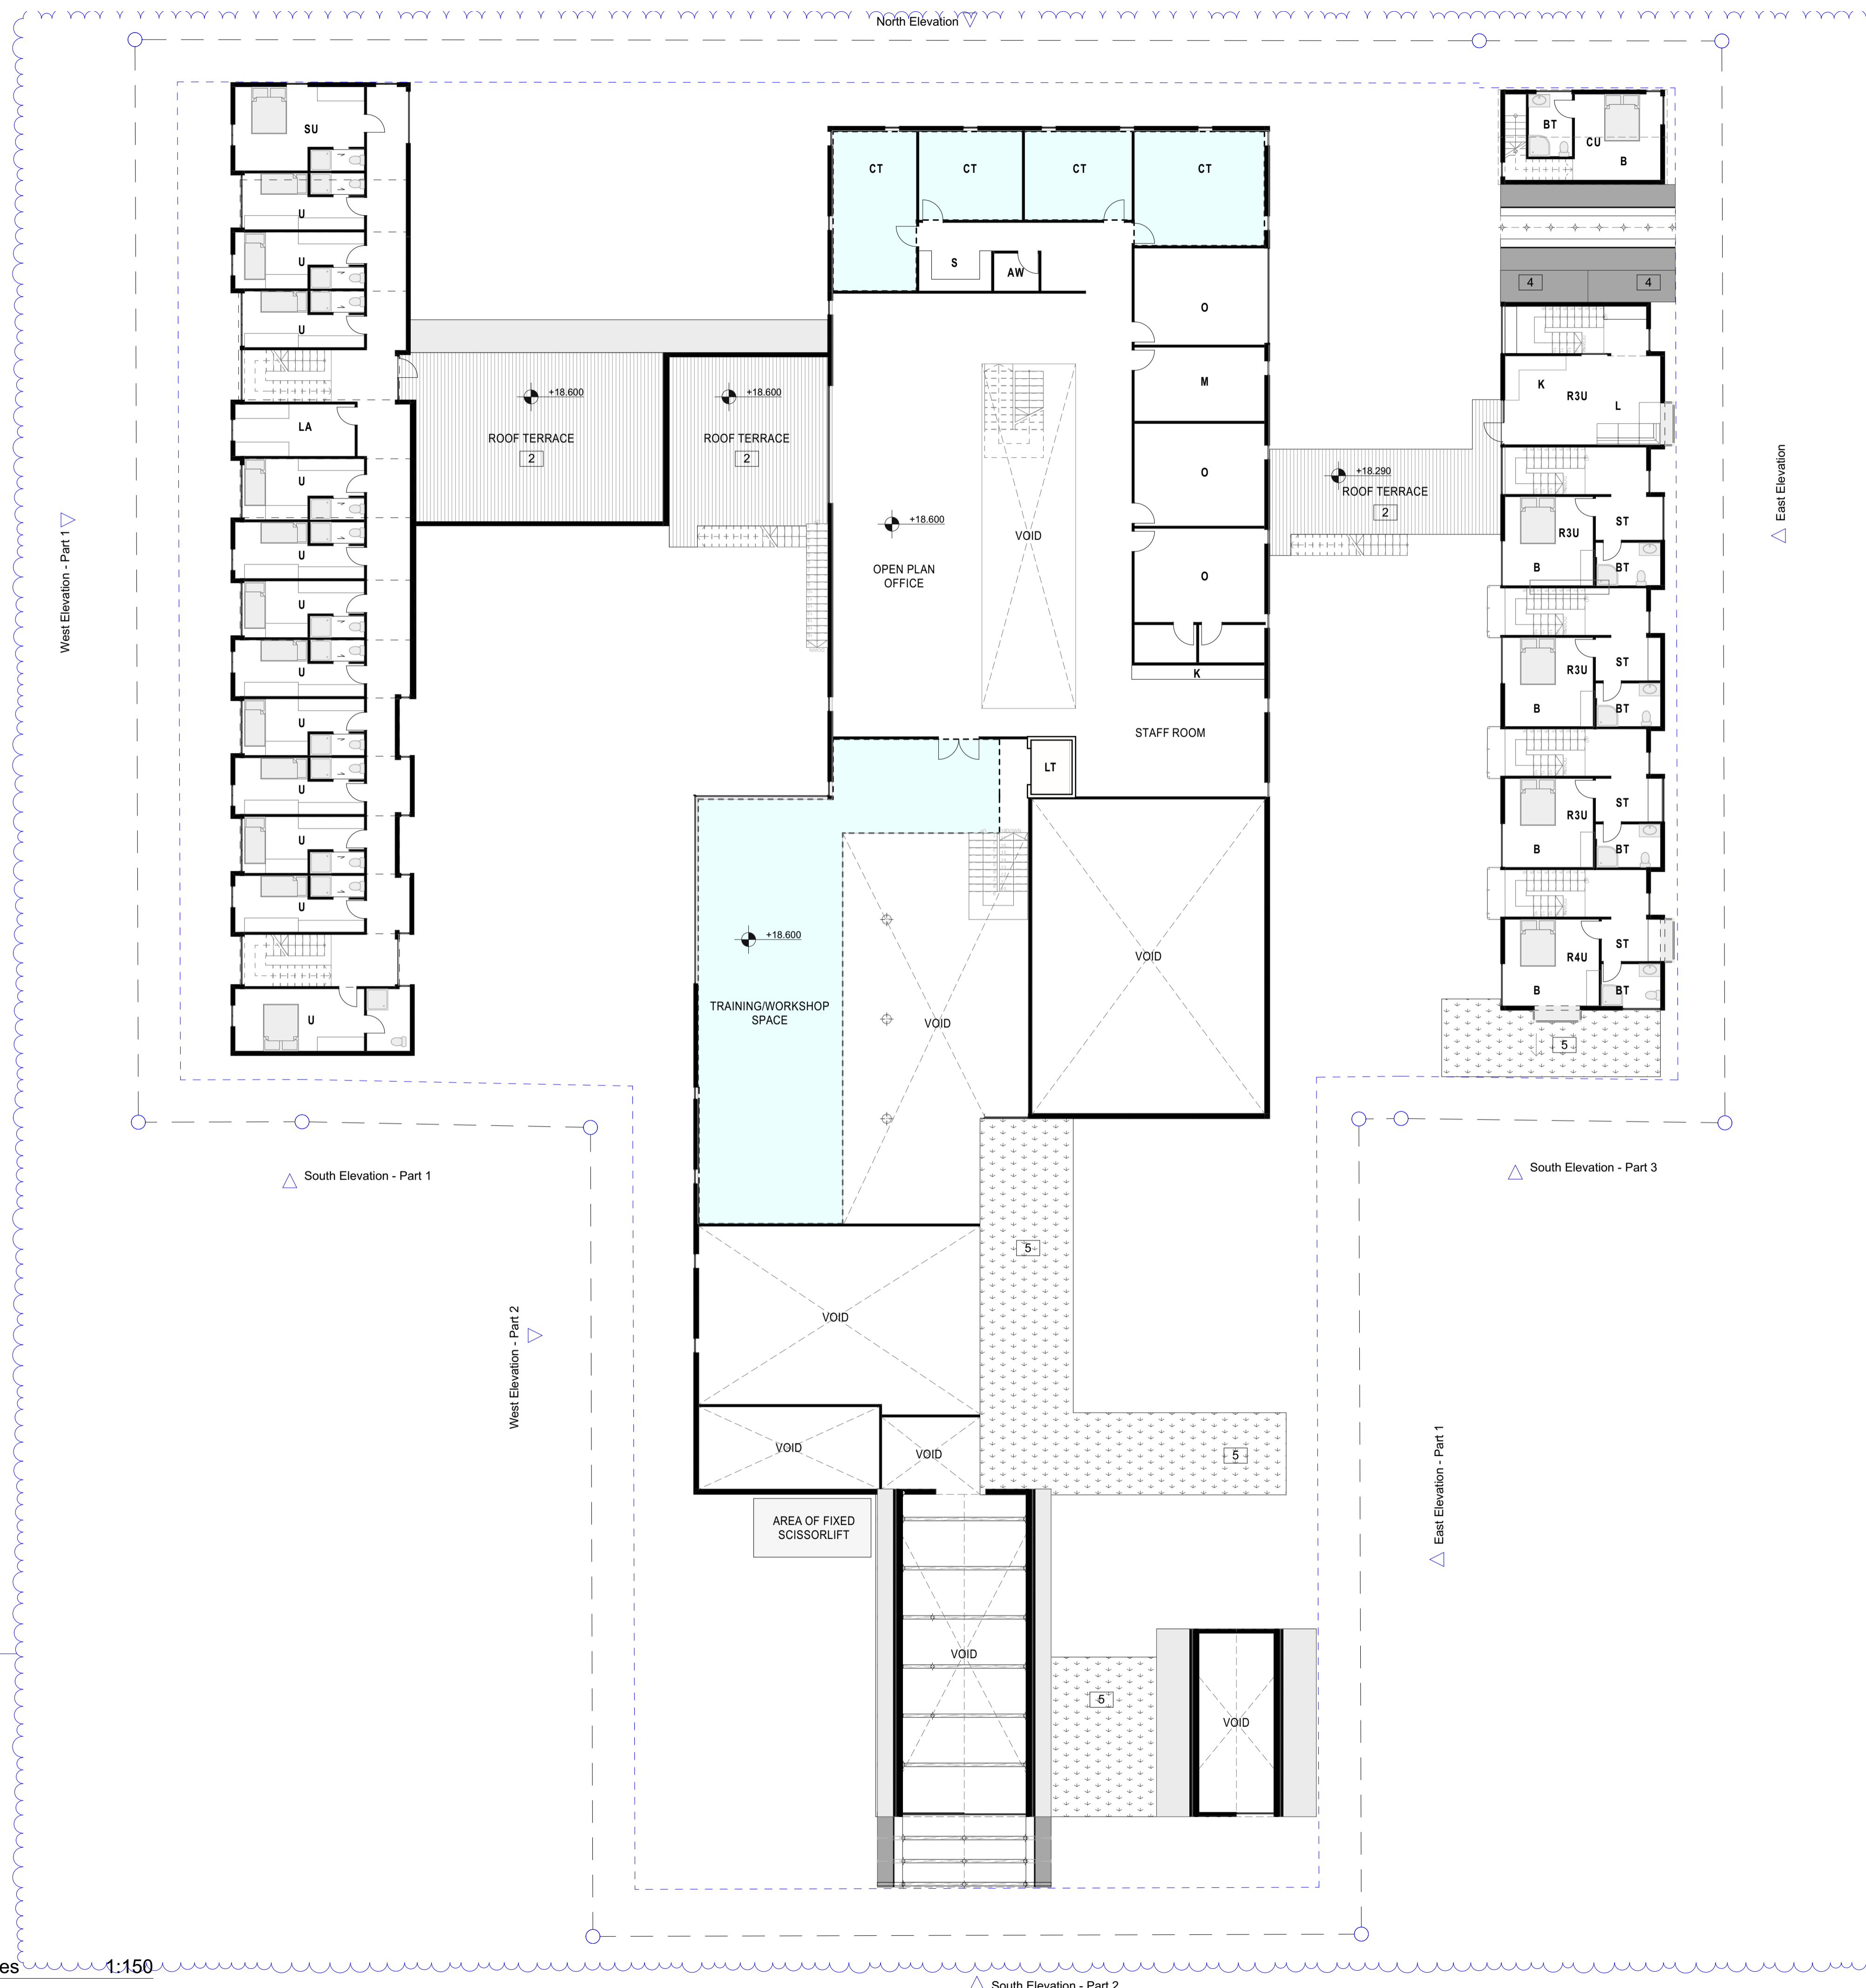 North Elevation
SU
U
U
U
LA
U
U
U
U
U
U
U
U
U
West Elevation - Part 1
+18.600
ROOF TERRACE
2
+18.600
ROOF TERRACE
2
CT
CT
CT
CT
S
AW
O
M
O
O
K
+18.600
OPEN PLAN
OFFICE
VOID
STAFF ROOM
LT
+18.290
ROOF TERRACE
2
BT
CU
B
4
4
K
R3U
L
R3U
ST
B
BT
R3U
ST
B
BT
R3U
ST
B
BT
R4U
ST
B
BT
5
East Elevation
+18.600
TRAINING/WORKSHOP
SPACE
VOID
VOID
South Elevation - Part 1
South Elevation - Part 3
5
West Elevation - Part 2
VOID
VOID
VOID
5
AREA OF FIXED
SCISSORLIFT
East Elevation - Part 1
VOID
5
VOID
es
1:150
South Elevation - Part 2